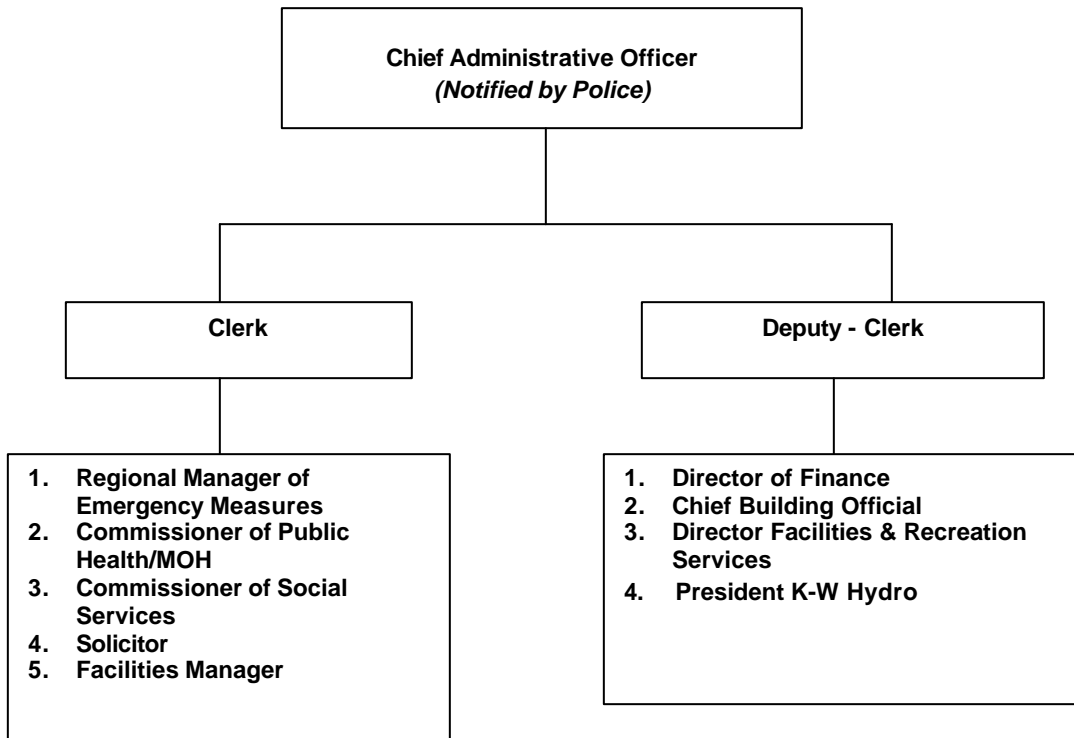 Chief Administrative Officer
(Notified by Police)
Clerk
Deputy - Clerk
1. Regional Manager of
Emergency Measures
2. Commissioner of Public
Health/MOH
3. Commissioner of Social
Services
4. Solicitor
5. Facilities Manager
1. Director of Finance
2. Chief Building Official
3. Director Facilities & Recreation
Services
4. President K-W Hydro